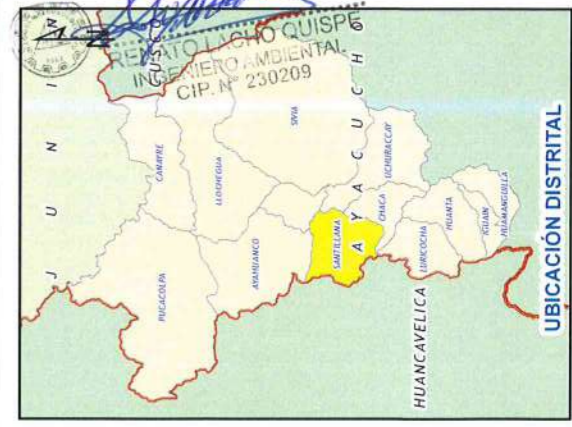 J U N I N
CUSCO
RENATO LACHO QUISPE
INGENIERO AMBIENTAL
CIP. N° 230209
CANAYRE
PUCACOLPA
LLOCHEGUA
SIVIA
AYAHUANCO
SANTILLANA
A Y A C U C H O
UCHURACCAY
CHACA
LURICOCHA
HUANTA
IGUAIN
HUAMANGUILLA
HUANCAVELICA
UBICACIÓN DISTRITAL